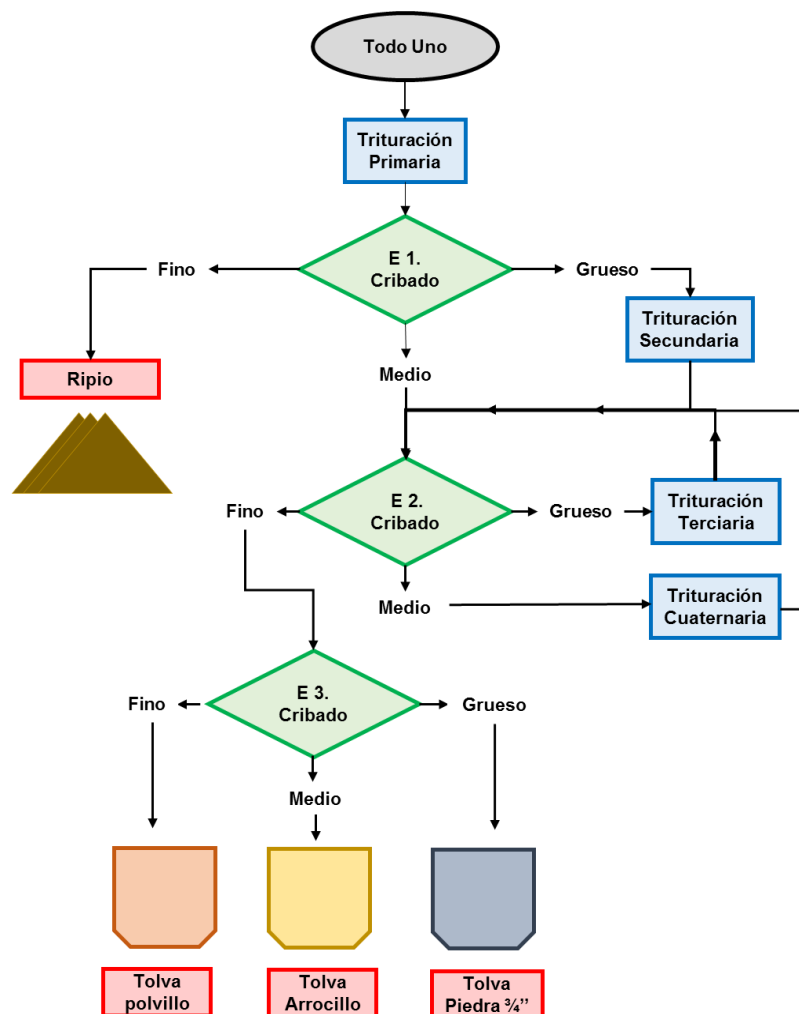 Todo Uno
Trituración
Primaria
E 1.
Cribado
Fino
Grueso
Trituración
Secundaria
Ripio
Medio
E 2.
Cribado
Fino
Grueso
Trituración
Terciaria
Medio
Trituración
Cuaternaria
E 3.
Cribado
Fino
Grueso
Medio
Tolva
polvillo
Tolva
Arrocillo
Tolva
Piedra ¾’’